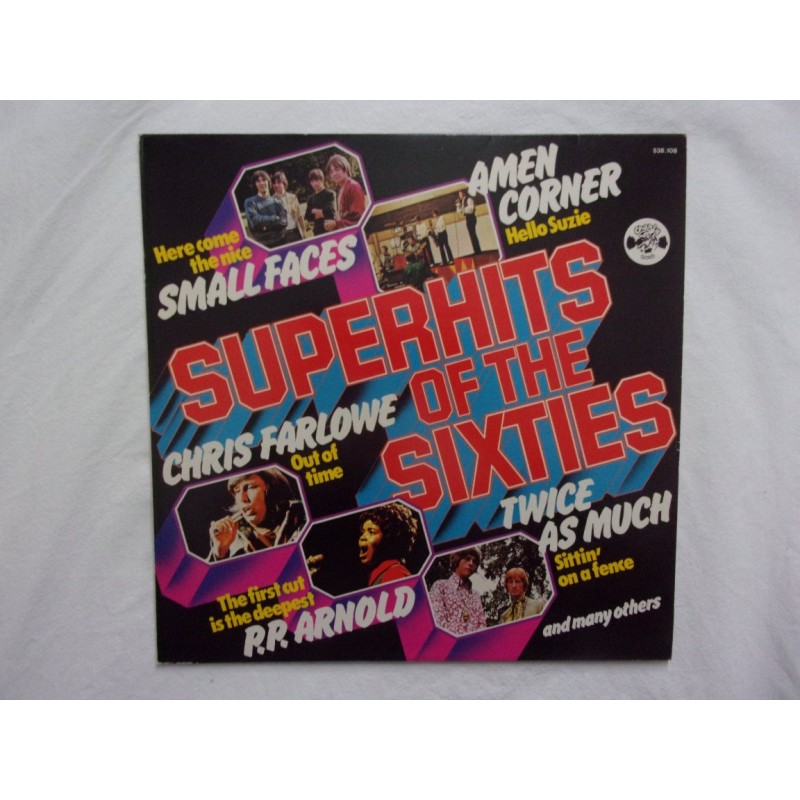 538.108
AMEN
CORNER
Hello Suzie
Here come
the nice
SMALL FACES
SUPERHITS
OF THE
SIXTIES
CHRIS FARLOWE
Out of
time
TWICE
AS MUCH
Sittin'
on a fence
The first cut
is the deepest
P.P. ARNOLD
and many others